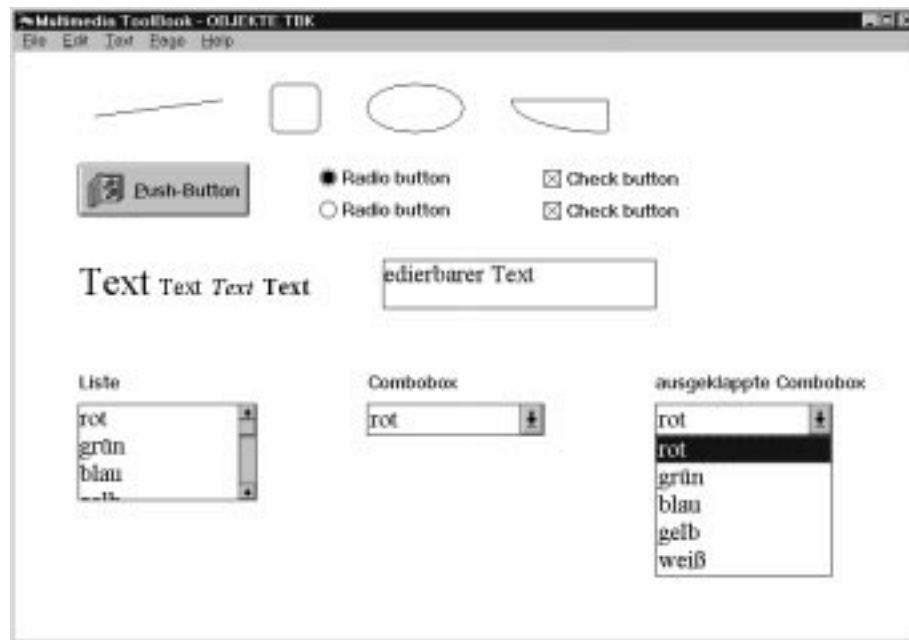 Multimedia ToolBook - OBJEKTE TBK
File Edit Text Page Help
Push-Button
Radio button
Check button
Radio button
Check button
Text Text Text Text
edierbarer Text
Liste
Combobox
ausgeklappte Combobox
rot
grün
blau
gelb
rot
rot
rot
grün
blau
gelb
weiß